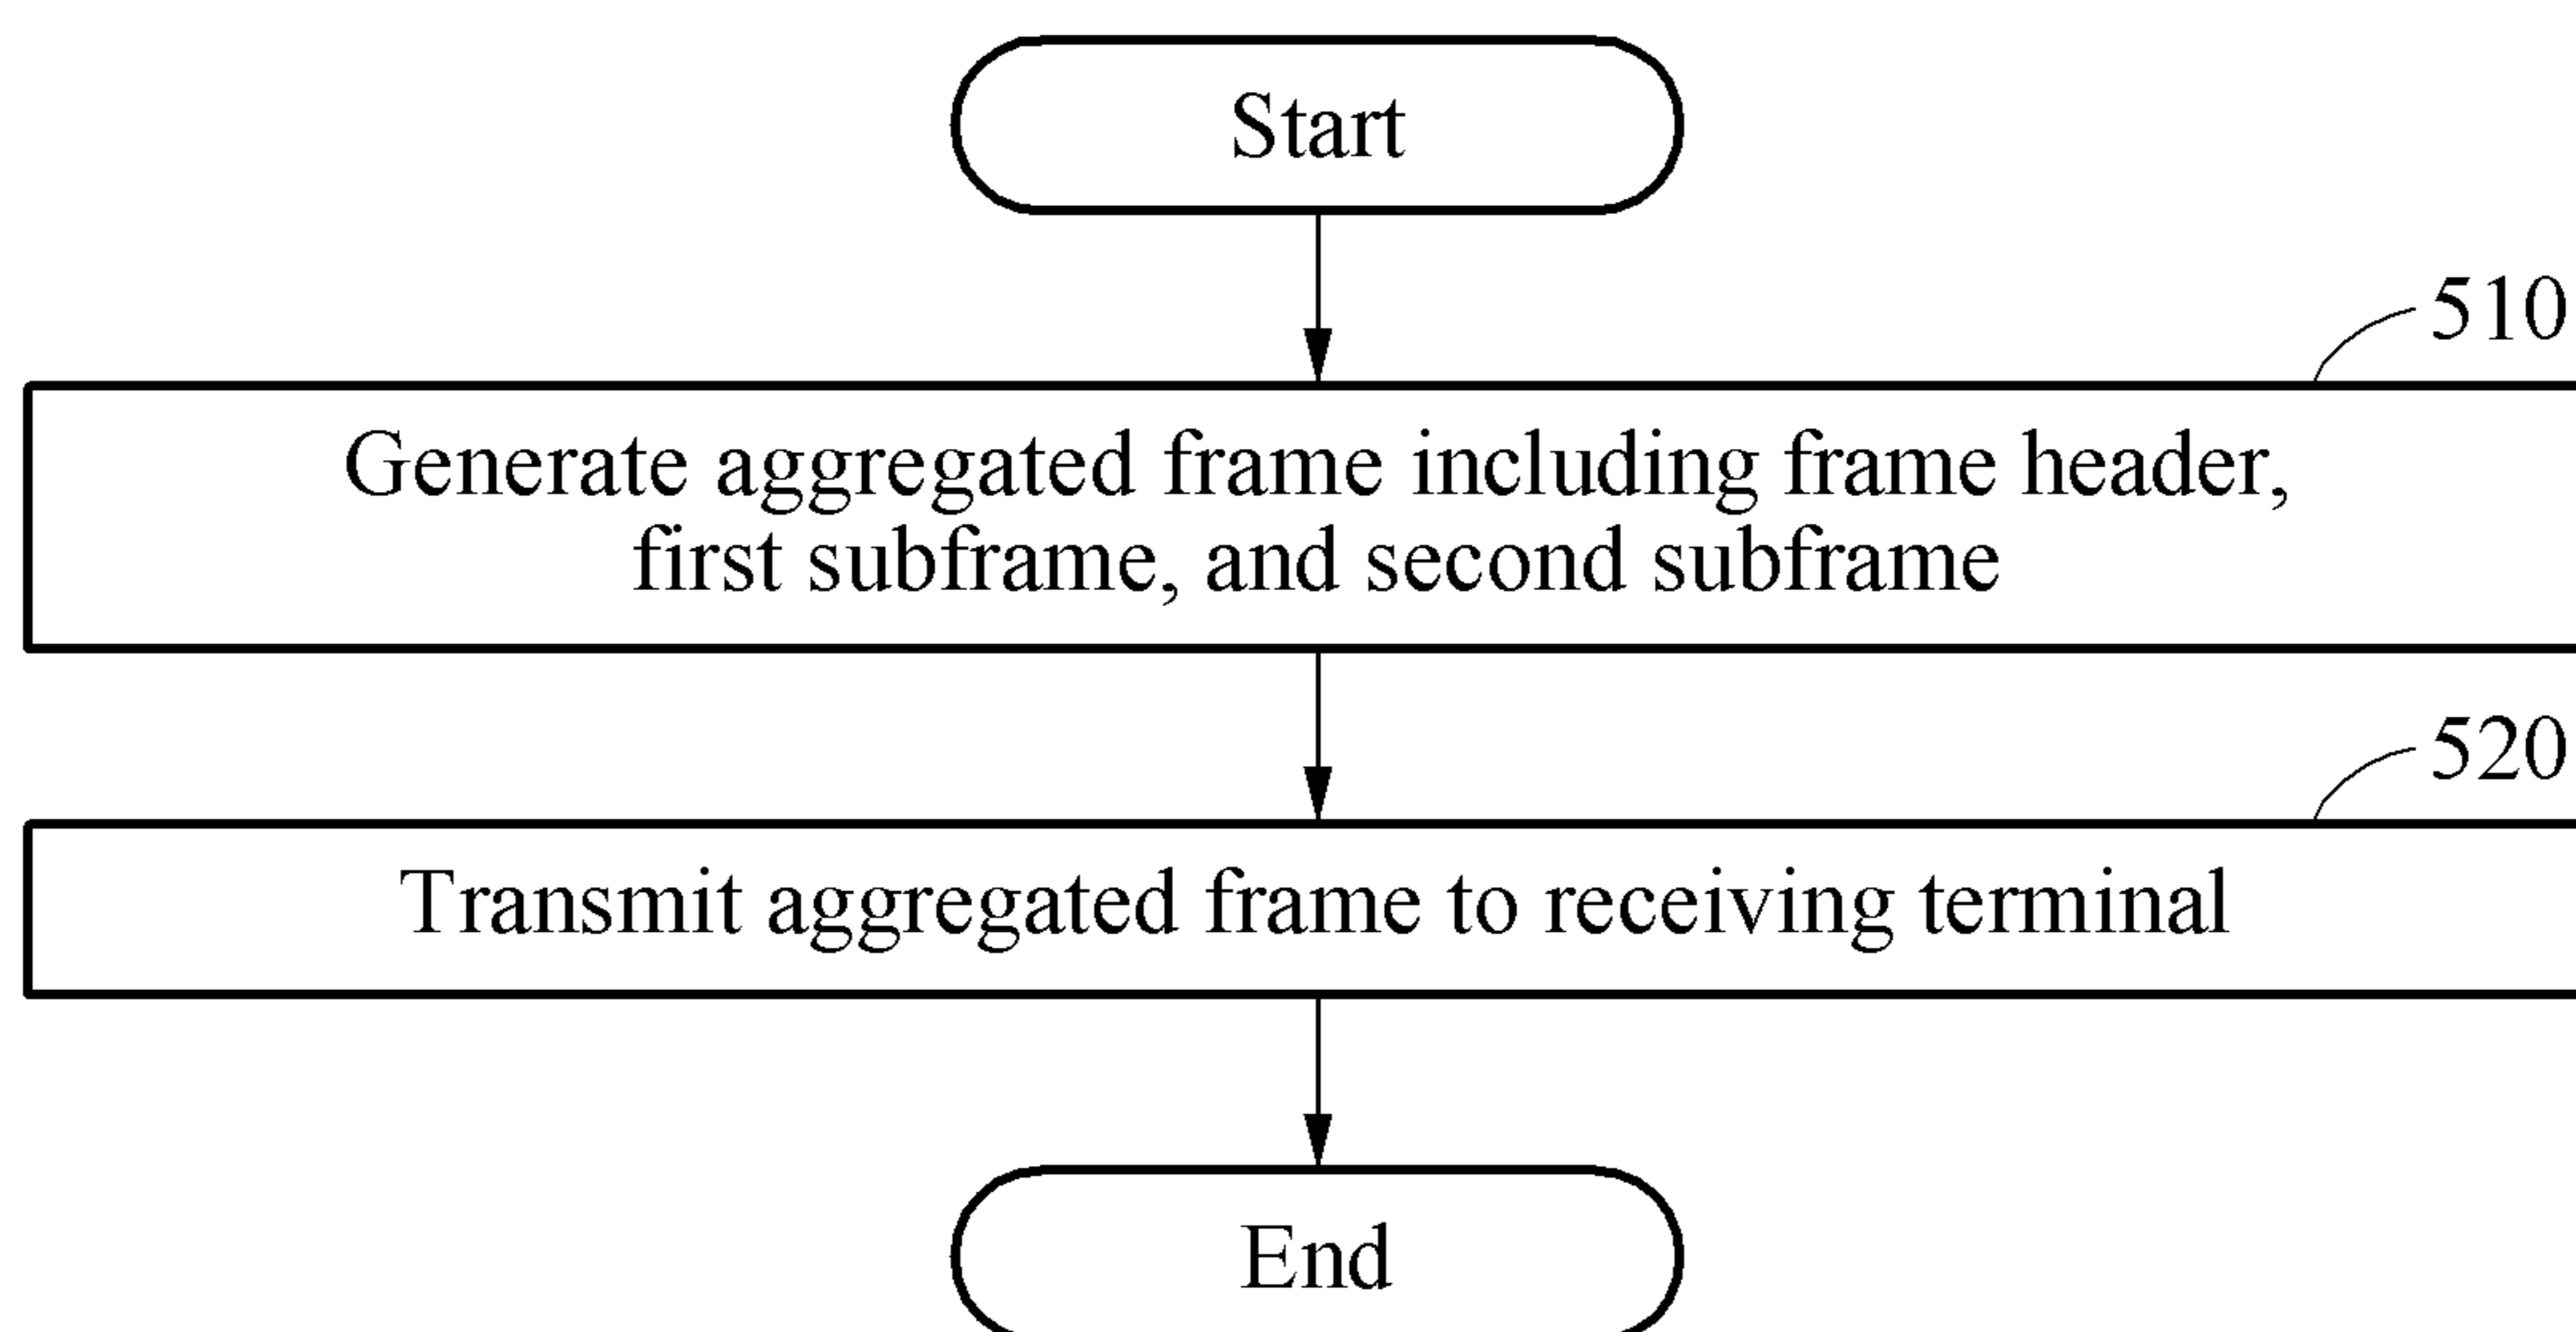 Start
510
Generate aggregated frame including frame header,
first subframe, and second subframe
520
Transmit aggregated frame to receiving terminal
End